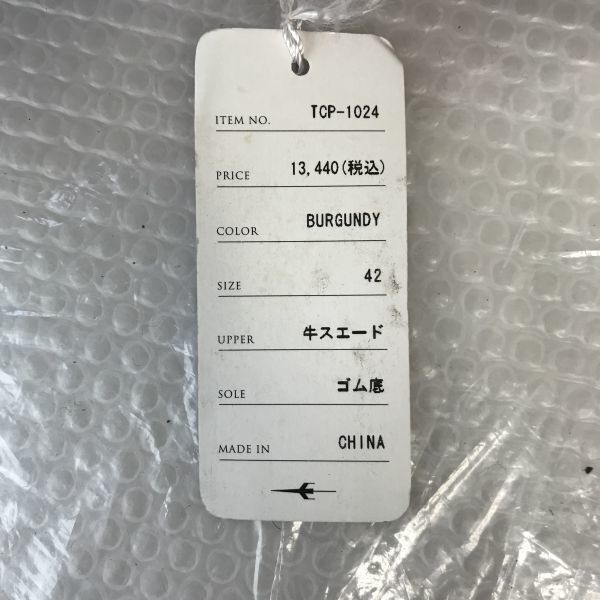 ITEM NO. TCP-1024
PRICE 13,440(税込)
COLOR BURGUNDY
SIZE 42
UPPER 牛スエード
SOLE ゴム底
MADE IN CHINA